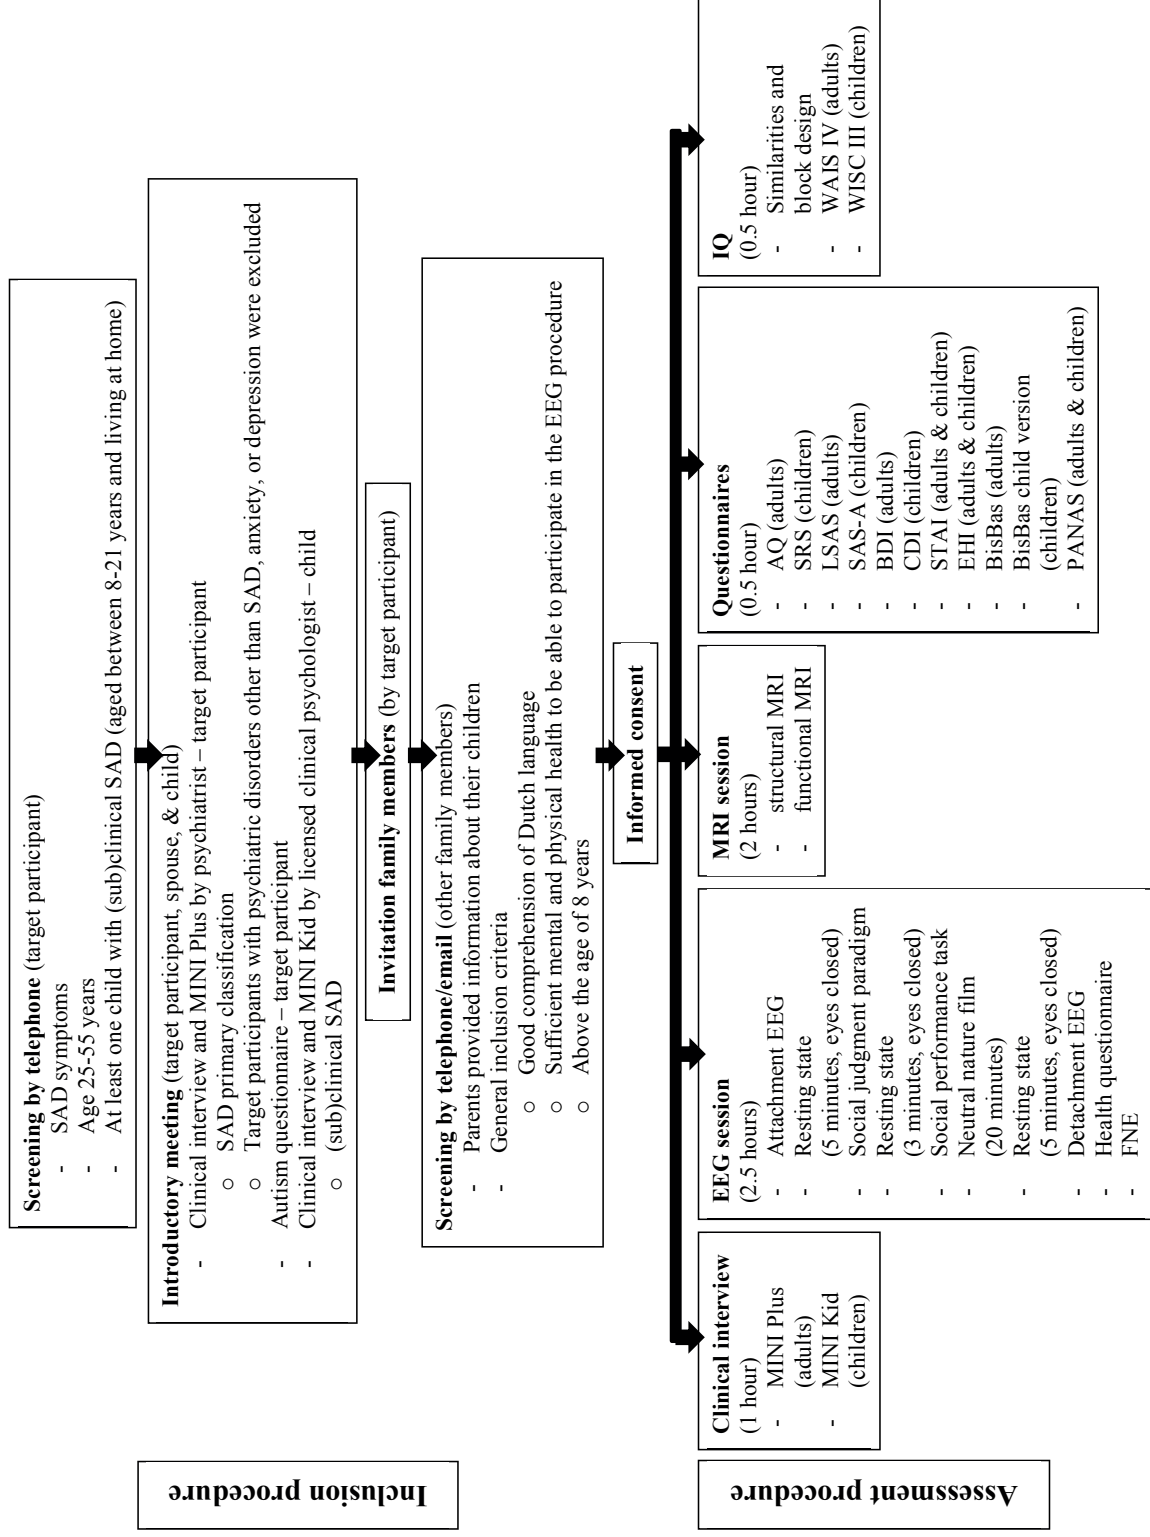 Inclusion procedure
Screening by telephone (target participant)
- SAD symptoms
- Age 25-55 years
- At least one child with (sub)clinical SAD (aged between 8-21 years and living at home)
Introductory meeting (target participant, spouse, & child)
- Clinical interview and MINI Plus by psychiatrist – target participant
○ SAD primary classification
○ Target participants with psychiatric disorders other than SAD, anxiety, or depression were excluded
- Autism questionnaire – target participant
- Clinical interview and MINI Kid by licensed clinical psychologist – child
○ (sub)clinical SAD
Invitation family members (by target participant)
Screening by telephone/email (other family members)
- Parents provided information about their children
- General inclusion criteria
○ Good comprehension of Dutch language
○ Sufficient mental and physical health to be able to participate in the EEG procedure
○ Above the age of 8 years
Informed consent
Assessment procedure
Clinical interview
(1 hour)
- MINI Plus
(adults)
- MINI Kid
(children)
EEG session
(2.5 hours)
- Attachment EEG
- Resting state
(5 minutes, eyes closed)
- Social judgment paradigm
- Resting state
(3 minutes, eyes closed)
- Social performance task
- Neutral nature film
(20 minutes)
- Resting state
(5 minutes, eyes closed)
- Detachment EEG
- Health questionnaire
- FNE
MRI session
(2 hours)
- structural MRI
- functional MRI
Questionnaires
(0.5 hour)
- AQ (adults)
- SRS (children)
- LSAS (adults)
- SAS-A (children)
- BDI (adults)
- CDI (children)
- STAI (adults & children)
- EHI (adults & children)
- BisBas (adults)
- BisBas child version
(children)
- PANAS (adults & children)
IQ
(0.5 hour)
- Similarities and
block design
- WAIS IV (adults)
- WISC III (children)